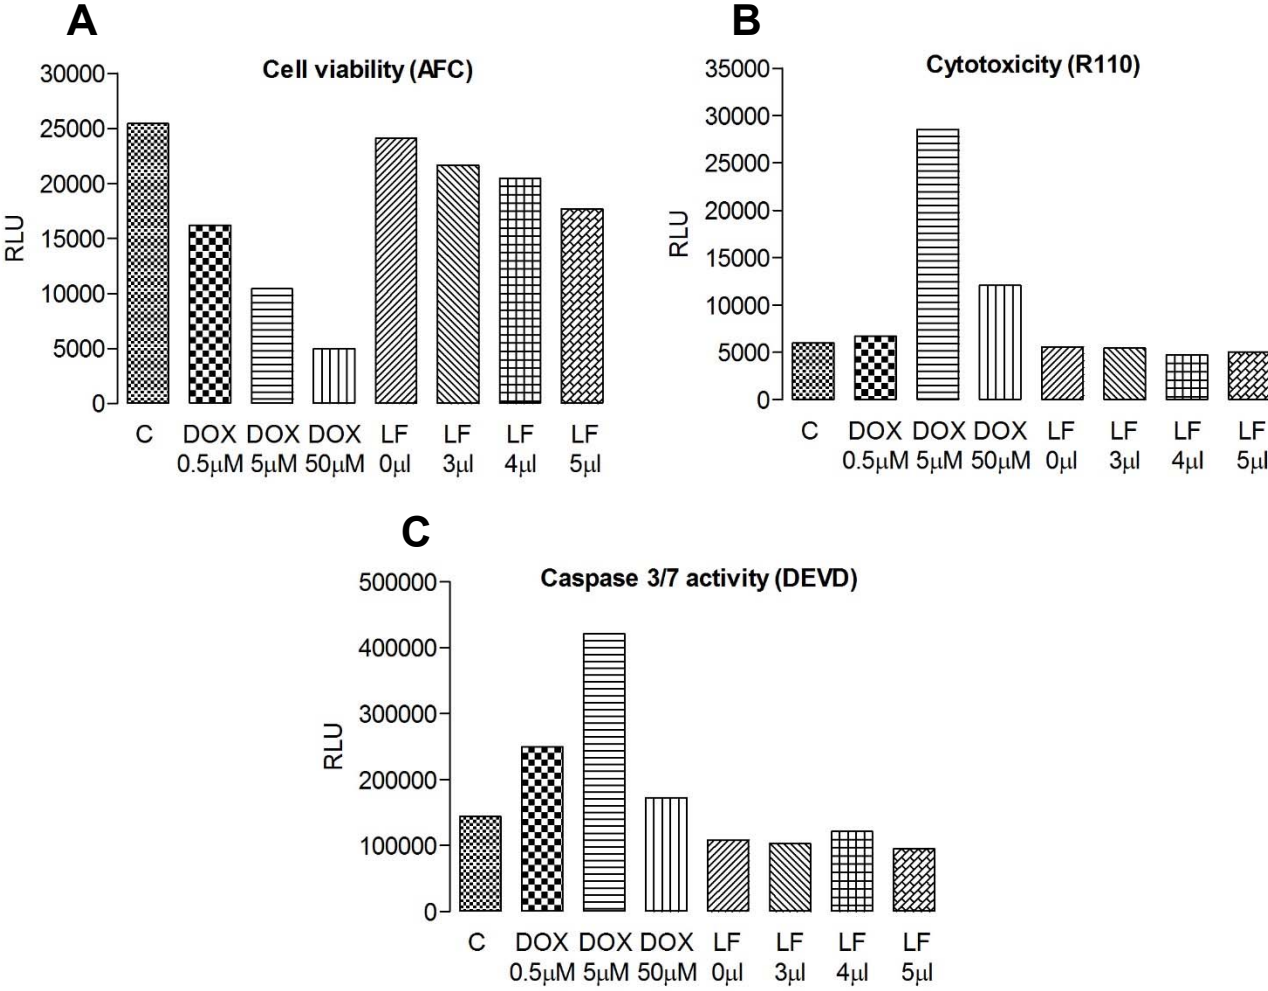 A
Cell viability (AFC)
RLU
30000
25000
20000
15000
10000
5000
0
C DOX DOX DOX LF LF LF LF
0.5µM 5µM 50µM 0µl 3µl 4µl 5µl
B
Cytotoxicity (R110)
RLU
35000
30000
25000
20000
15000
10000
5000
0
C DOX DOX DOX LF LF LF LF
0.5µM 5µM 50µM 0µl 3µl 4µl 5µl
C
Caspase 3/7 activity (DEVD)
RLU
500000
400000
300000
200000
100000
0
C DOX DOX DOX LF LF LF LF
0.5µM 5µM 50µM 0µl 3µl 4µl 5µl